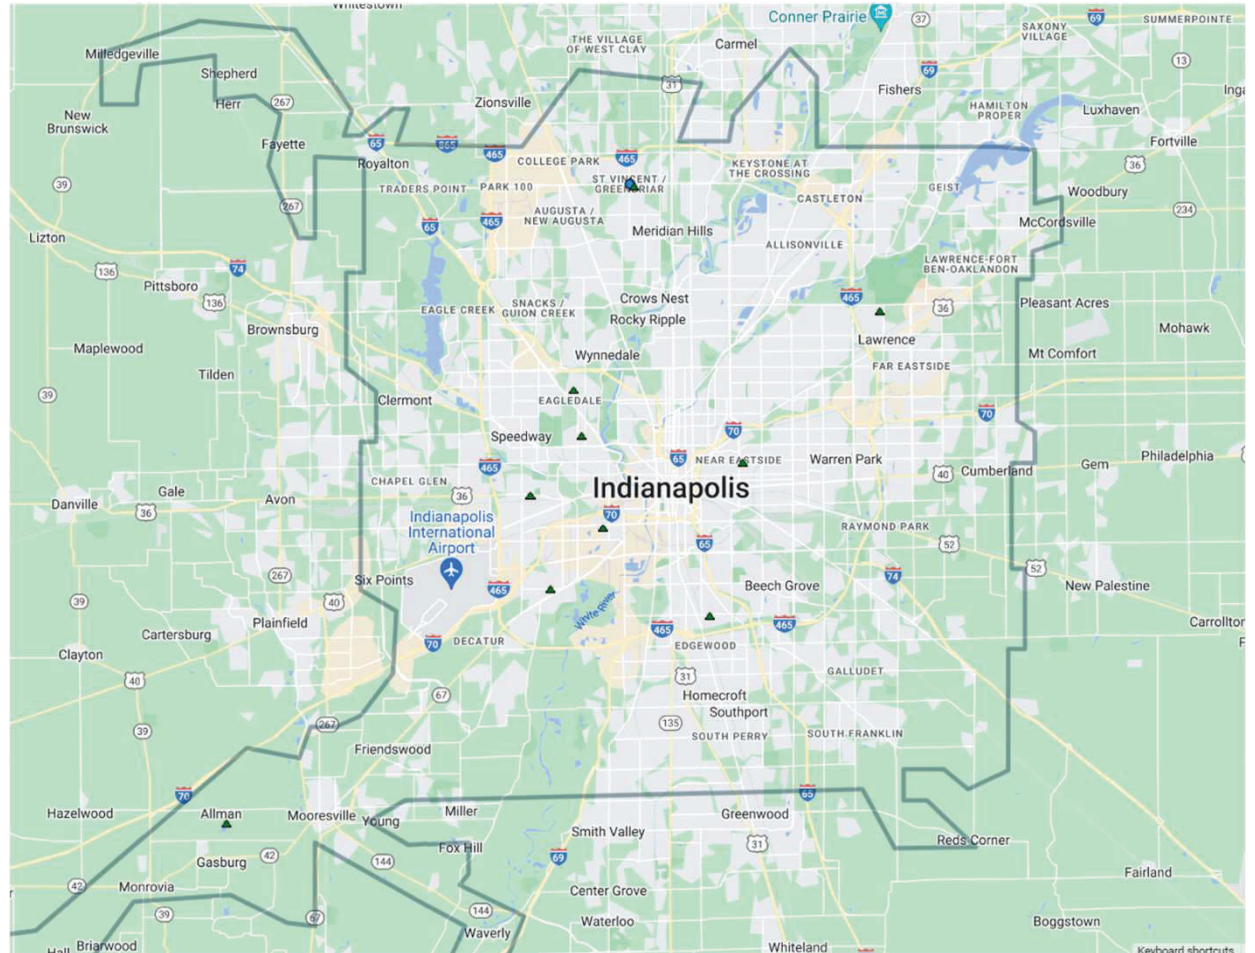 Whitestown
Conner Prairie
37
69
SAXONY
VILLAGE
SUMMERPOINTE
THE VILLAGE
OF WEST CLAY
Carmel
Milledgeville
Shepherd
31
69
13
Fishers
267
Herr
Zionsville
HAMILTON
PROPER
Luxhaven
New
Brunswick
Fayette
65
865
465
Fortville
Royalton
COLLEGE PARK
465
KEYSTONE AT
THE CROSSING
36
39
TRADERS POINT
PARK 100
ST VINCENT /
GREENBRIAR
GEIST
Woodbury
CASTLETON
267
65
465
AUGUSTA /
NEW AUGUSTA
Meridian Hills
McCordsville
234
Lizton
ALLISONVILLE
136
74
LAWRENCE-FORT
BEN-OAKLANDON
Pittsboro
136
EAGLE CREEK
SNACKS /
GUION CREEK
Crows Nest
465
36
Pleasant Acres
Brownsburg
Rocky Ripple
Mohawk
Maplewood
Wynnedale
Lawrence
Mt Comfort
Tilden
FAR EASTSIDE
39
Clermont
EAGLEDALE
70
70
Speedway
465
65
NEAR EASTSIDE
Warren Park
40
Cumberland
Gem
Philadelphia
Danville
Gale
36
Avon
CHAPEL GLEN
36
Indianapolis
Indianapolis
International
Airport
70
RAYMOND PARK
65
52
52
267
Six Points
465
Beech Grove
74
New Palestine
39
40
Plainfield
White River
465
465
Carrollton
Cartersburg
70
DECATUR
EDGEWOOD
Clayton
31
GALLUDET
40
67
Homecroft
Southport
39
267
135
SOUTH PERRY
SOUTH FRANKLIN
Friendswood
70
65
Hazelwood
Allman
Mooresville
Young
Miller
Greenwood
Smith Valley
31
Reds Corner
Gasburg
42
144
Fox Hill
69
42
Monrovia
Center Grove
Fairland
39
67
144
Waterloo
Boggstown
Waverly
Hall
Briarwood
Whiteland
Keyboard shortcuts